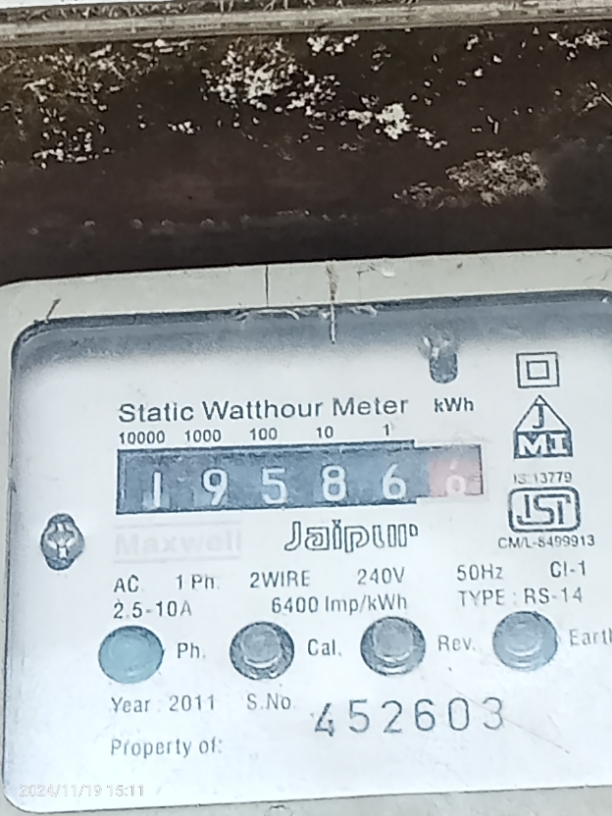 Static Watthour Meter kWh
10000 1000 100 10 1
1 9 5 8 6 6
J
MI
IS 13779
ISI
CM/L-8499913
Maxwell
Jaipur
AC 1 Ph. 2WIRE 240V 50Hz Cl-1
2.5-10A 6400 Imp/kWh TYPE : RS-14
Ph. Cal. Rev. Earth
Year : 2011 S.No. 452603
Property of:
2024/11/19 15:11